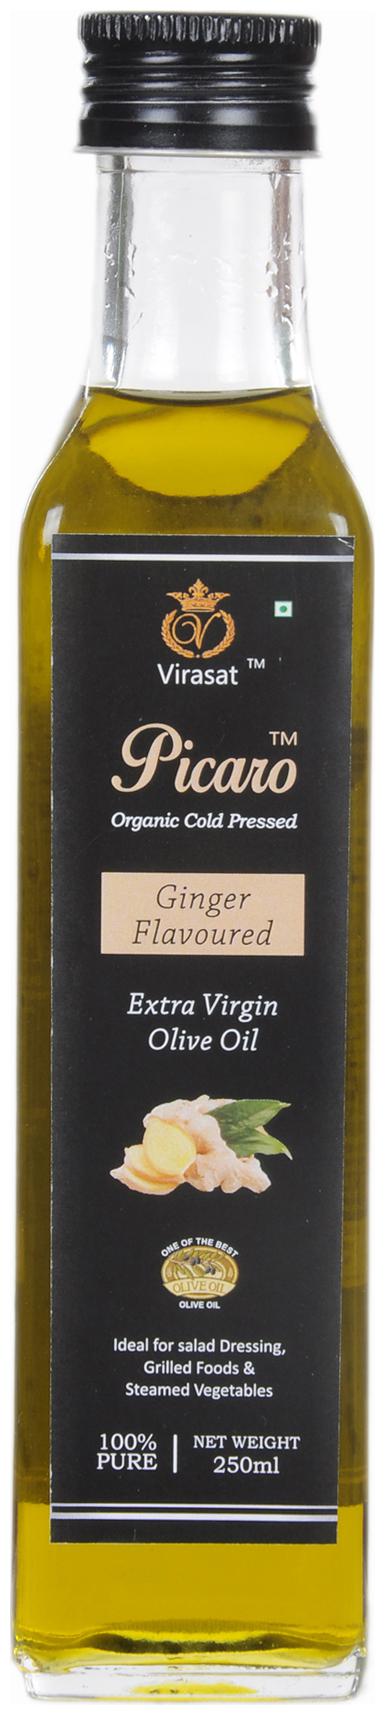 V
Virasat ™
Picaro™
Organic Cold Pressed
Ginger
Flavoured
Extra Virgin
Olive Oil
ONE OF THE BEST
OLIVE OIL
OLIVE OIL
Ideal for salad Dressing,
Grilled Foods &
Steamed Vegetables
100%
PURE
NET WEIGHT
250ml